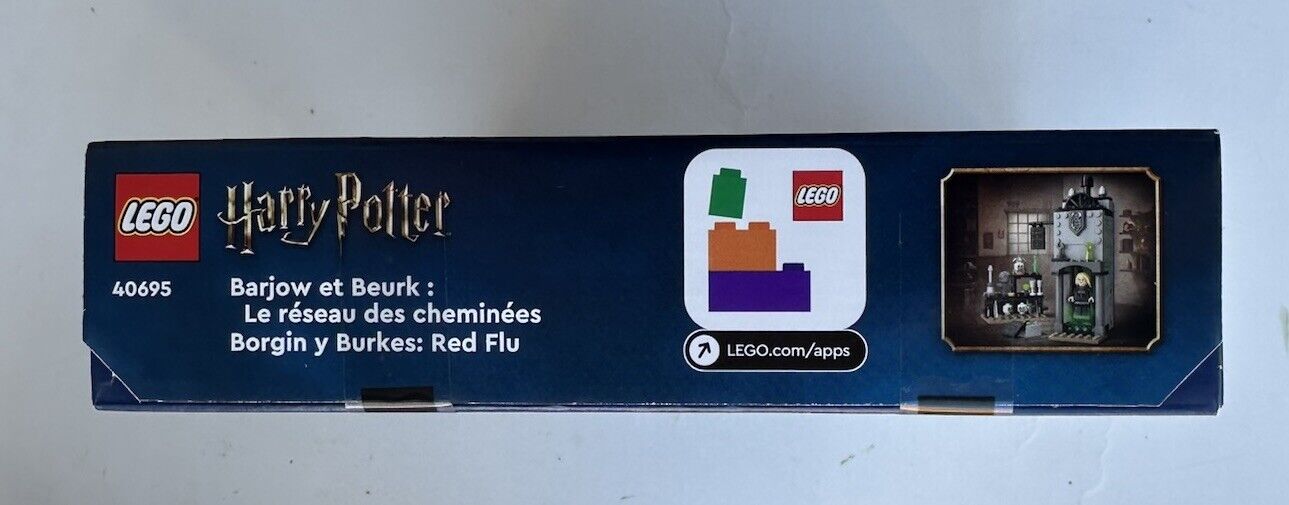 LEGO
Harry Potter
40695
Barjow et Beurk :
Le réseau des cheminées
Borgin y Burkes: Red Flu
LEGO
LEGO.com/apps